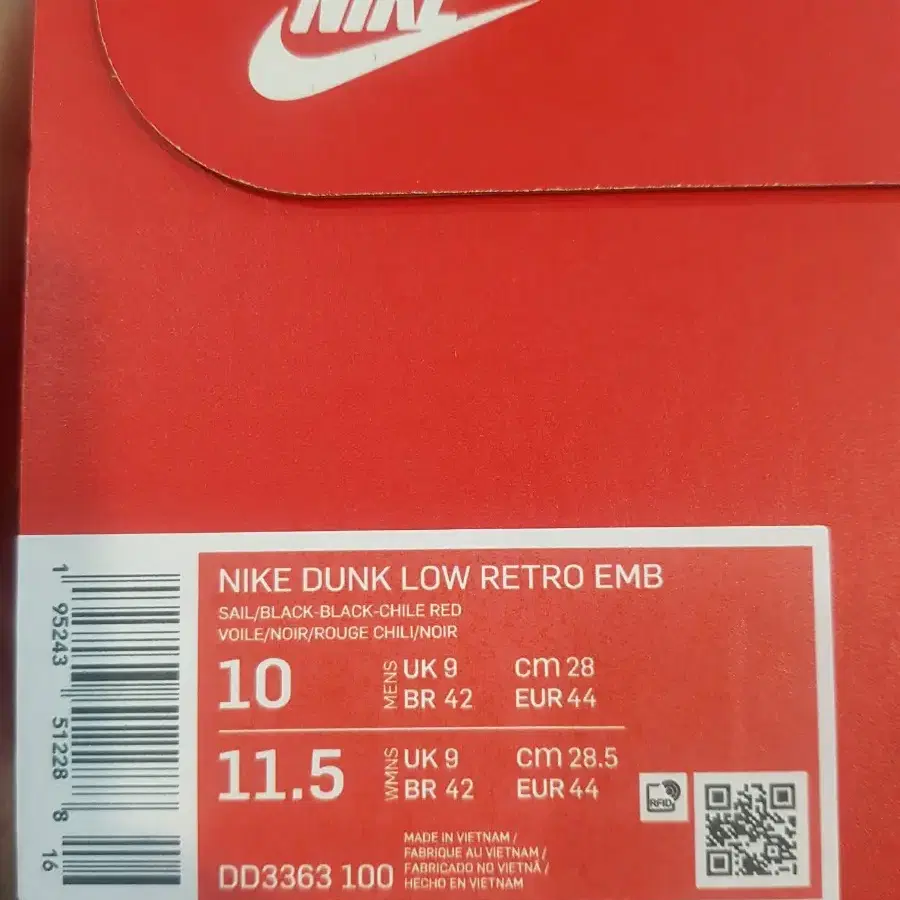 NIKE
NIKE DUNK LOW RETRO EMB
SAIL/BLACK-BLACK-CHILE RED
VOILE/NOIR/ROUGE CHILI/NOIR
10 MENS UK 9 cm 28
BR 42 EUR 44
11.5 WMNS UK 9 cm 28.5
BR 42 EUR 44
RFID
MADE IN VIETNAM /
FABRIQUE AU VIETNAM /
FABRICADO NO VIETNÃ /
HECHO EN VIETNAM
DD3363 100
1 95243 51228 8 16